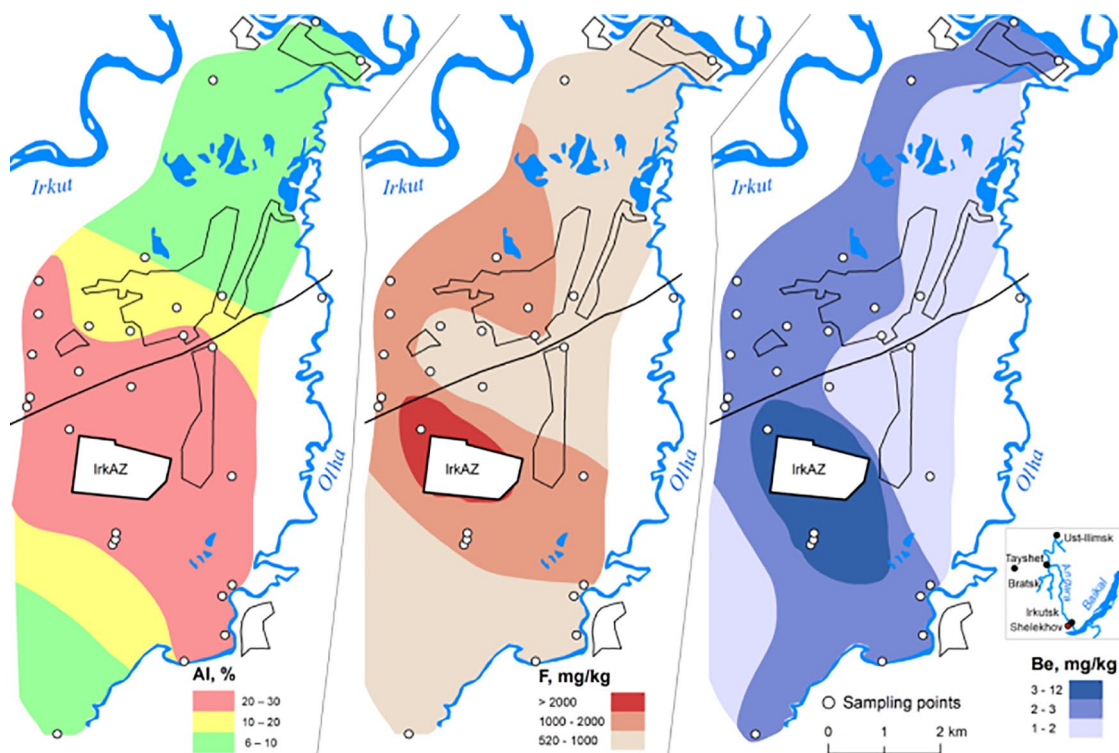 Irkut
Olha
IrkAZ
Al, %
20 – 30
10 – 20
6 – 10
Irkut
Olha
IrkAZ
F, mg/kg
> 2000
1000 - 2000
520 - 1000
Irkut
IrkAZ
Ust-Ilimsk
Tayshet
Bratsk
Angara
Baikal
Irkutsk
Shelekhov
Be, mg/kg
3 - 12
2 - 3
1 - 2
Sampling points
0 1 2 km